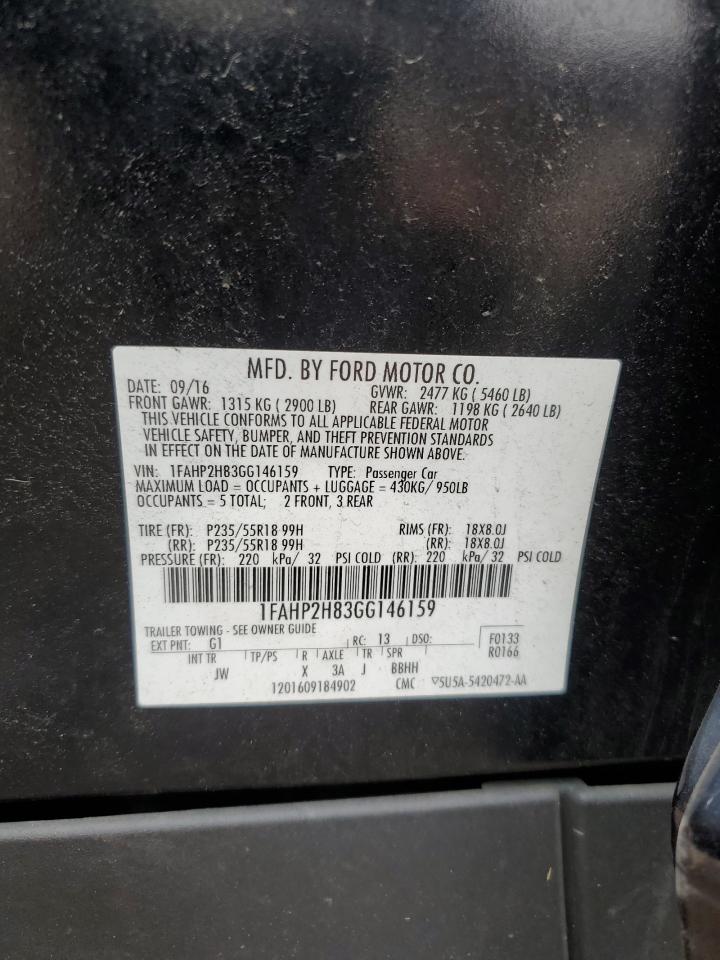 MFD. BY FORD MOTOR CO.
DATE: 09/16 GVWR: 2477 KG ( 5460 LB)
FRONT GAWR: 1315 KG ( 2900 LB) REAR GAWR: 1198 KG ( 2640 LB)
THIS VEHICLE CONFORMS TO ALL APPLICABLE FEDERAL MOTOR
VEHICLE SAFETY, BUMPER, AND THEFT PREVENTION STANDARDS
IN EFFECT ON THE DATE OF MANUFACTURE SHOWN ABOVE.
VIN: 1FAHP2H83GG146159 TYPE: Passenger Car
MAXIMUM LOAD = OCCUPANTS + LUGGAGE = 430KG/ 950LB
OCCUPANTS = 5 TOTAL; 2 FRONT, 3 REAR
TIRE (FR): P235/55R18 99H RIMS (FR): 18X8.0J
(RR): P235/55R18 99H (RR): 18X8.0J
PRESSURE (FR): 220 kPa/ 32 PSI COLD (RR): 220 kPa/ 32 PSI COLD
1FAHP2H83GG146159
TRAILER TOWING - SEE OWNER GUIDE F0133
EXT PNT: G1 RC: 13 DSO: R0166
INT TR TP/PS R AXLE TR SPR
JW X 3A J BBHH
1201609184902 CMC ▽5U5A-5420472-AA